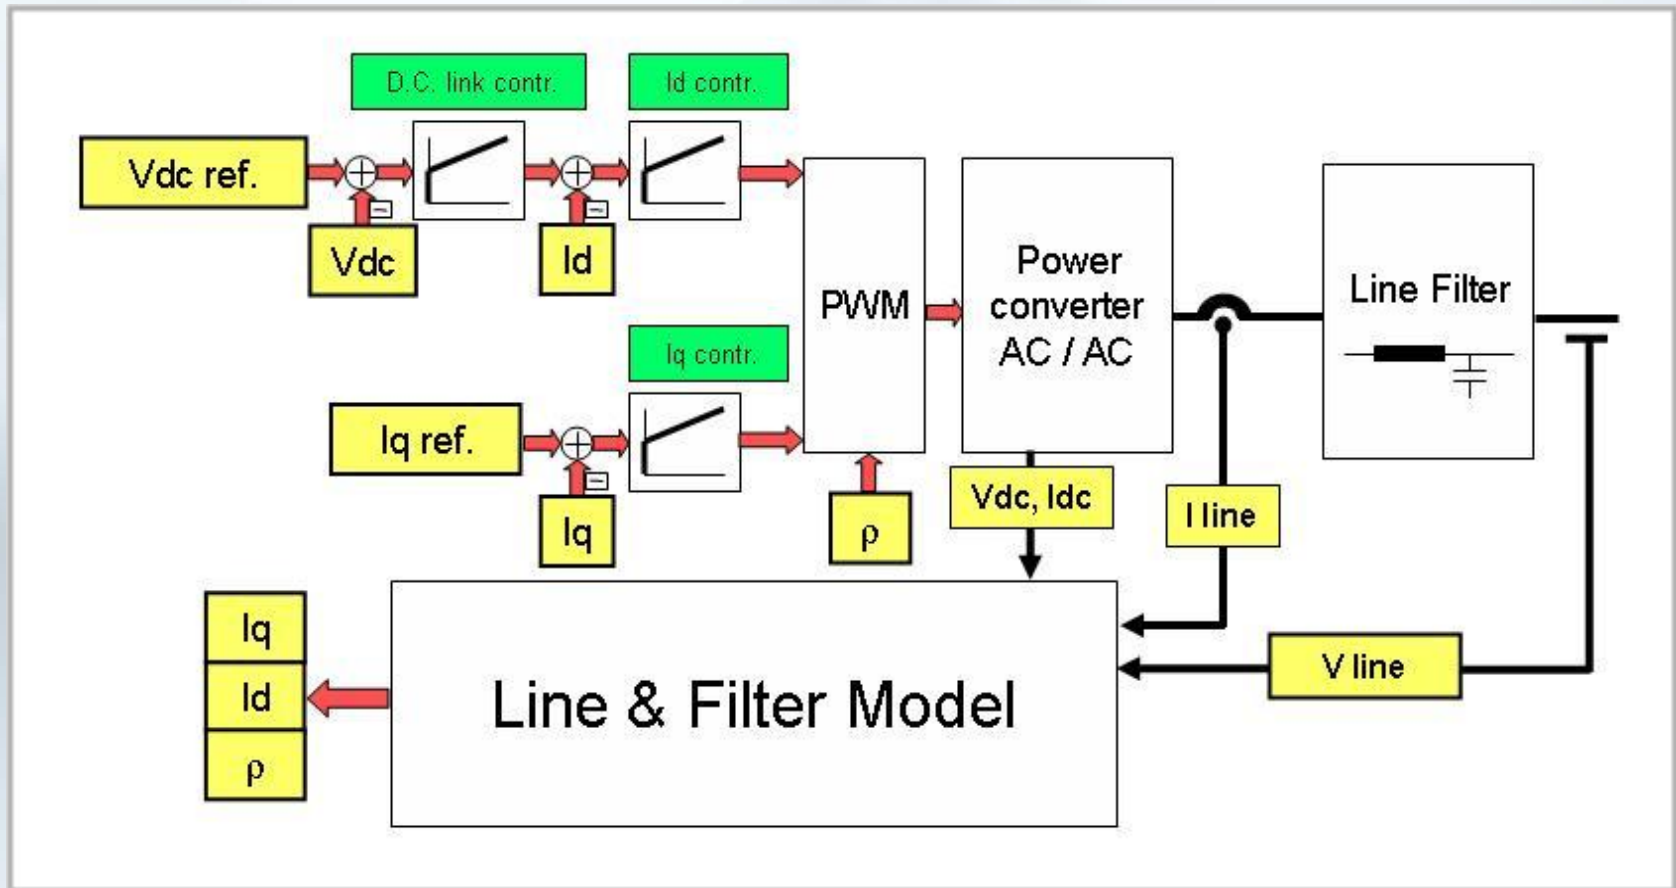 D.C. link contr.
Id contr.
Vdc ref.
Vdc
Id
PWM
Power
converter
AC / AC
Line Filter
Iq contr.
Iq ref.
Iq
ρ
Vdc, Idc
I line
V line
Iq
Id
ρ
Line & Filter Model